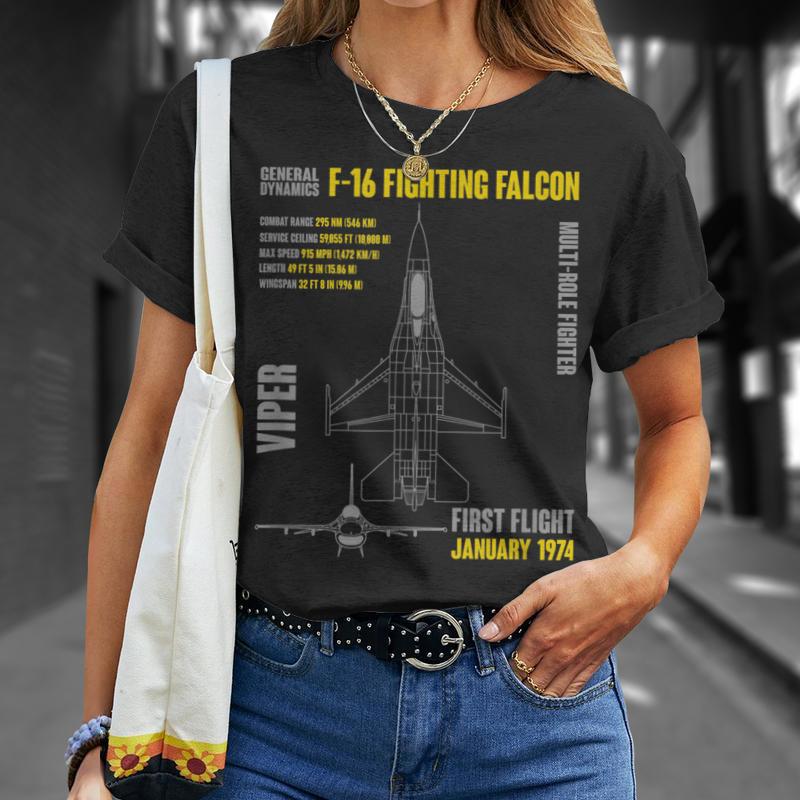 GENERAL
DYNAMICS
F-16 FIGHTING FALCON
COMBAT RANGE 295 NM (546 KM)
SERVICE CEILING 59,055 FT (18,000 M)
MAX SPEED 915 MPH (1,472 KM/H)
LENGTH 49 FT 5 IN (15.06 M)
WINGSPAN 32 FT 8 IN (9.96 M)
MULTI-ROLE FIGHTER
VIPER
FIRST FLIGHT
JANUARY 1974